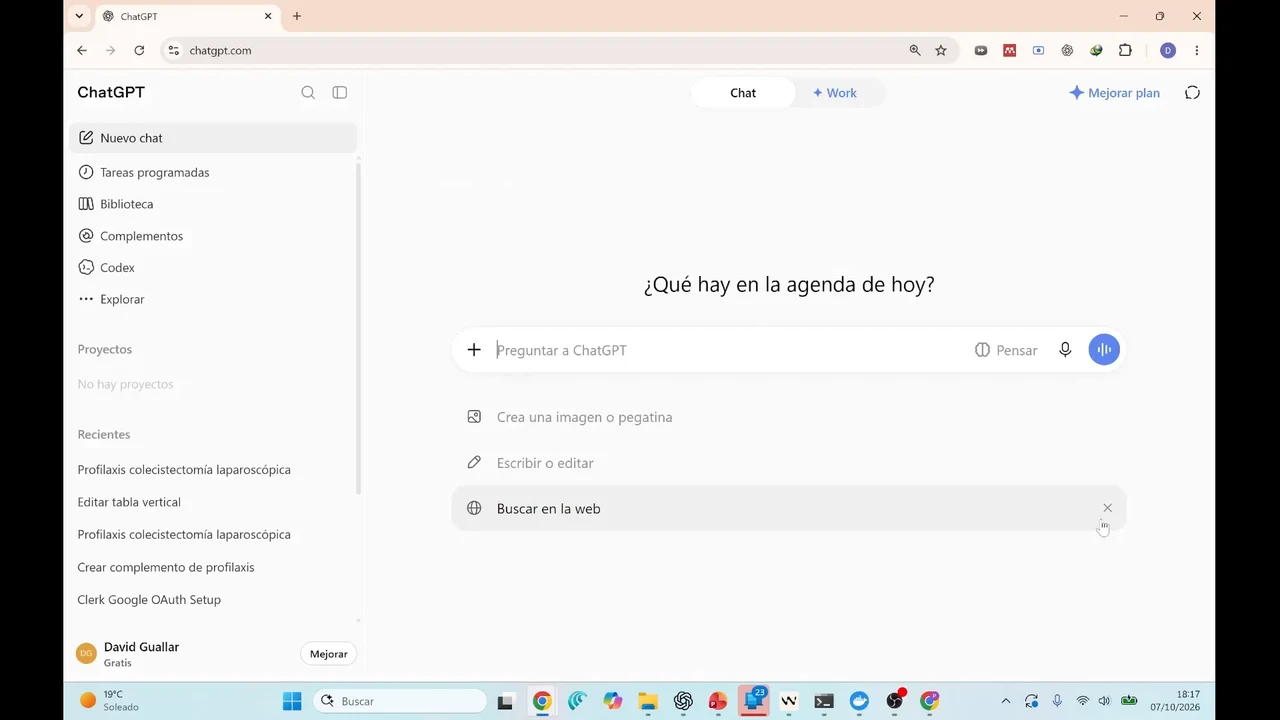 ChatGPT
chatgpt.com
D
ChatGPT
Chat
Work
Mejorar plan
Nuevo chat
Tareas programadas
Biblioteca
Complementos
Codex
Explorar
Proyectos
No hay proyectos
Recientes
Profilaxis colecistectomía laparoscópica
Editar tabla vertical
Profilaxis colecistectomía laparoscópica
Crear complemento de profilaxis
Clerk Google OAuth Setup
DG
David Guallar
Gratis
Mejorar
¿Qué hay en la agenda de hoy?
Preguntar a ChatGPT
Pensar
Crea una imagen o pegatina
Escribir o editar
Buscar en la web
19°C
Soleado
Buscar
23
18:17
07/10/2026